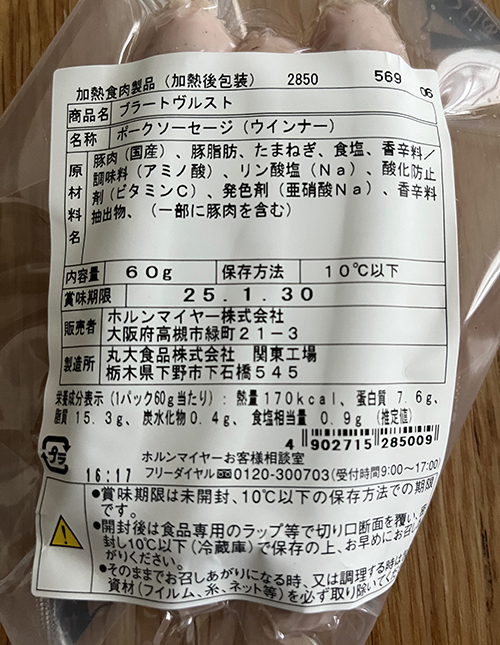 加熱食肉製品（加熱後包装） 2850 569 06
商品名 ブラートヴルスト
名称 ポークソーセージ（ウインナー）
原材料名 豚肉（国産）、豚脂肪、たまねぎ、食塩、香辛料／
調味料（アミノ酸）、リン酸塩（Ｎａ）、酸化防止
剤（ビタミンＣ）、発色剤（亜硝酸Ｎａ）、香辛料
抽出物、（一部に豚肉を含む）
内容量 ６０ｇ 保存方法 １０℃以下
賞味期限 25.1.30
販売者 ホルンマイヤー株式会社
大阪府高槻市緑町２１－３
製造所 丸大食品株式会社 関東工場
栃木県下野市下石橋５４５
栄養成分表示（1パック60g当たり）：熱量170kcal、蛋白質 7.6g、
脂質 15.3g、炭水化物 0.4g、食塩相当量 0.9g（推定値）
4 902715 285009
プラ
16:17
ホルンマイヤーお客様相談室
フリーダイヤル 0120-300703(受付時間9:00～17:00)
●賞味期限は未開封、10℃以下の保存方法での期限
です。
●開封後は食品専用のラップ等で切り口断面を覆い、
封し10℃以下（冷蔵庫）で保存の上、お早めにお召し
がりください。
●そのままでお召しあがりになる時、又は調理する時は
資材（フイルム、糸、ネット等）を必ず取り除いてく